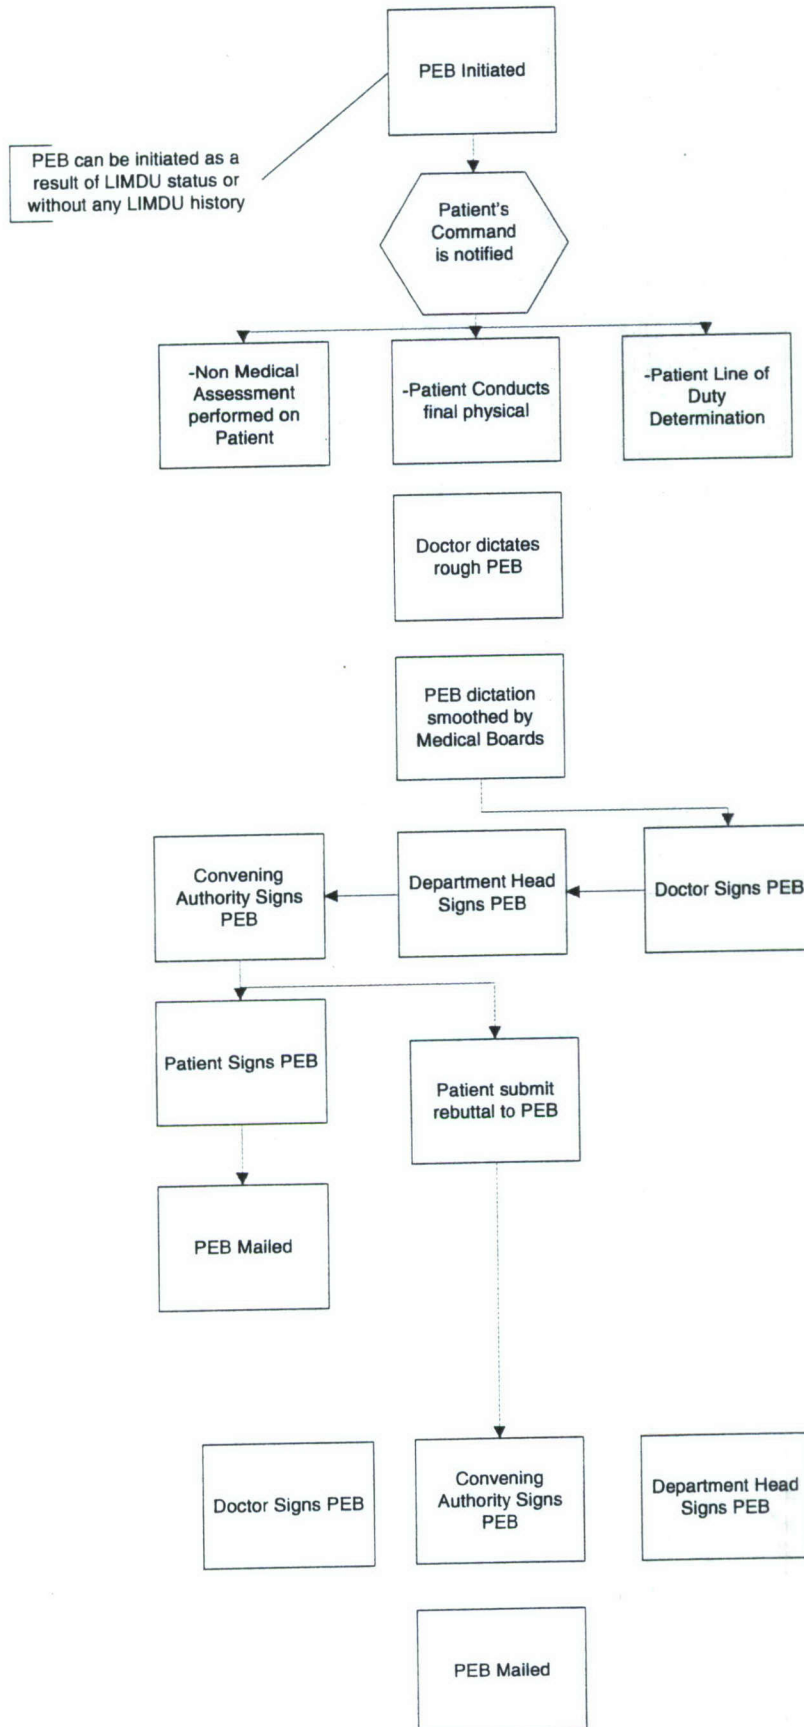 PEB Initiated
PEB can be initiated as a
result of LIMDU status or
without any LIMDU history
Patient's
Command
is notified
-Non Medical
Assessment
performed on
Patient
-Patient Conducts
final physical
-Patient Line of
Duty
Determination
Doctor dictates
rough PEB
PEB dictation
smoothed by
Medical Boards
Convening
Authority Signs
PEB
Department Head
Signs PEB
Doctor Signs PEB
Patient Signs PEB
Patient submit
rebuttal to PEB
PEB Mailed
Doctor Signs PEB
Convening
Authority Signs
PEB
Department Head
Signs PEB
PEB Mailed